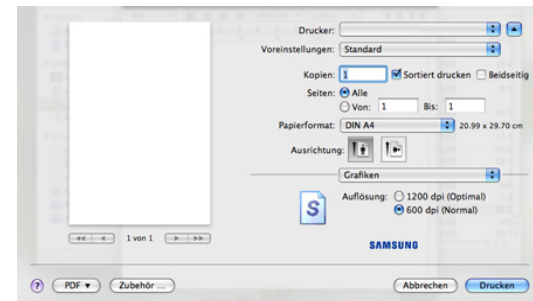 Drucker:
Voreinstellungen: Standard
Kopien: 1 Sortiert drucken Beidseitig
Seiten: Alle
Von: 1 Bis: 1
Papierformat: DIN A4 20.99 x 29.70 cm
Ausrichtung:
Grafiken
Auflösung: 1200 dpi (Optimal)
600 dpi (Normal)
S
1 von 1
SAMSUNG
? PDF Zubehör ... Abbrechen Drucken